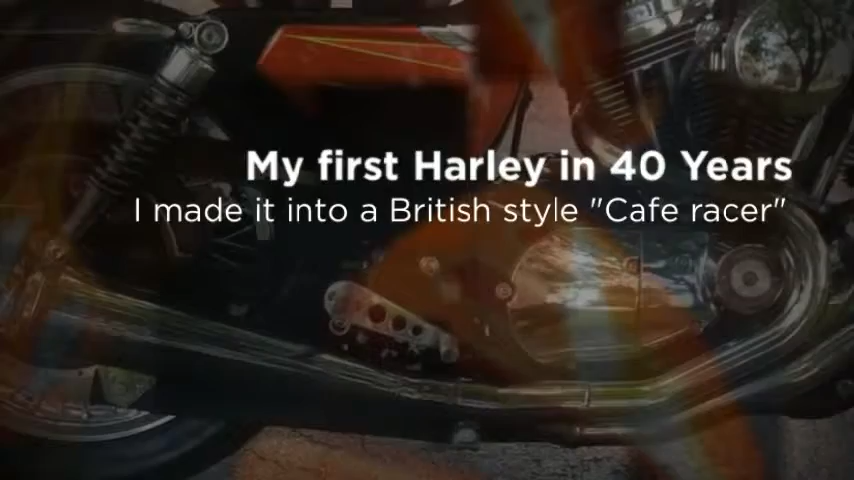 My first Harley in 40 Years
I made it into a British style "Cafe racer"